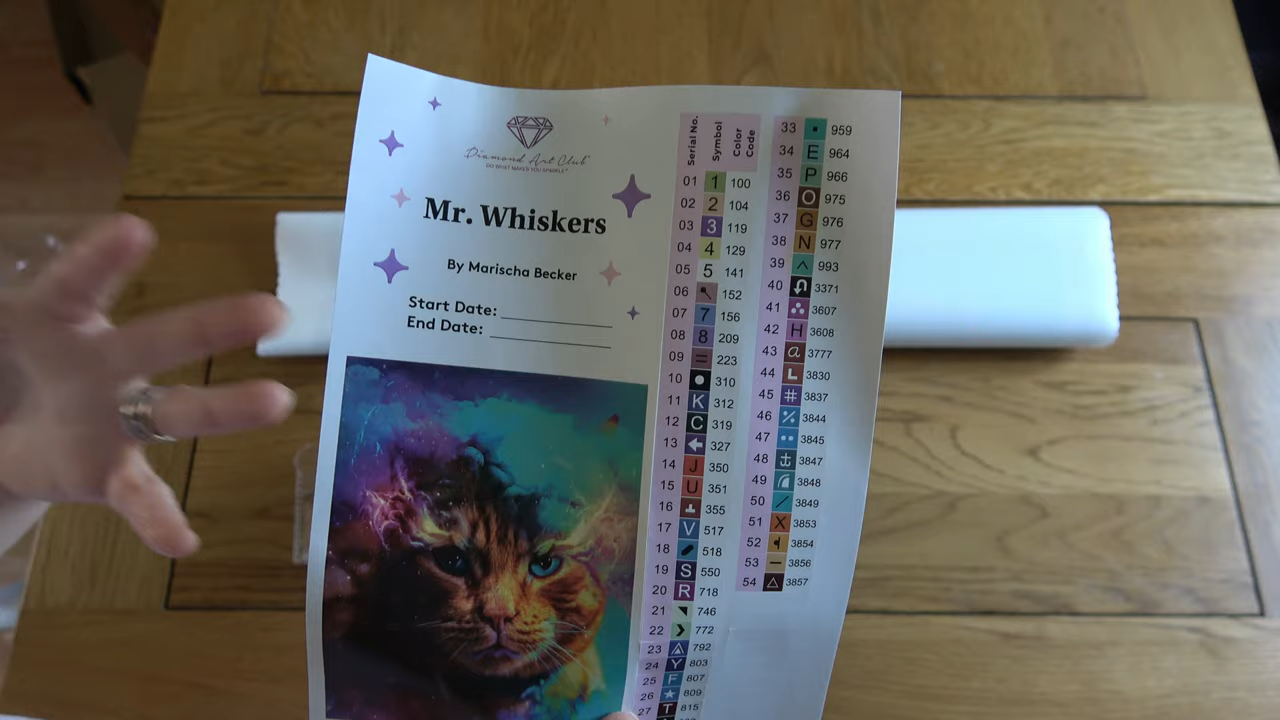 Diamond Art Club
DO WHAT MAKES YOU SPARKLE™
Mr. Whiskers
By Marischa Becker
Start Date:
End Date:
Serial No. Symbol Color Code
01 1 100
02 2 104
03 3 119
04 4 129
05 5 141
06 152
07 7 156
08 8 209
09 = 223
10 ● 310
11 K 312
12 C 319
13 ← 327
14 J 350
15 U 351
16 355
17 V 517
18 518
19 S 550
20 R 718
21 746
22 772
23 792
24 Y 803
25 F 807
26 ★ 809
27 T 815
33 ▪ 959
34 E 964
35 P 966
36 O 975
37 G 976
38 N 977
39 ^ 993
40 3371
41 3607
42 H 3608
43 a 3777
44 L 3830
45 # 3837
46 ٪ 3844
47 •• 3845
48 ⚓ 3847
49 3848
50 / 3849
51 X 3853
52 3854
53 — 3856
54 △ 3857